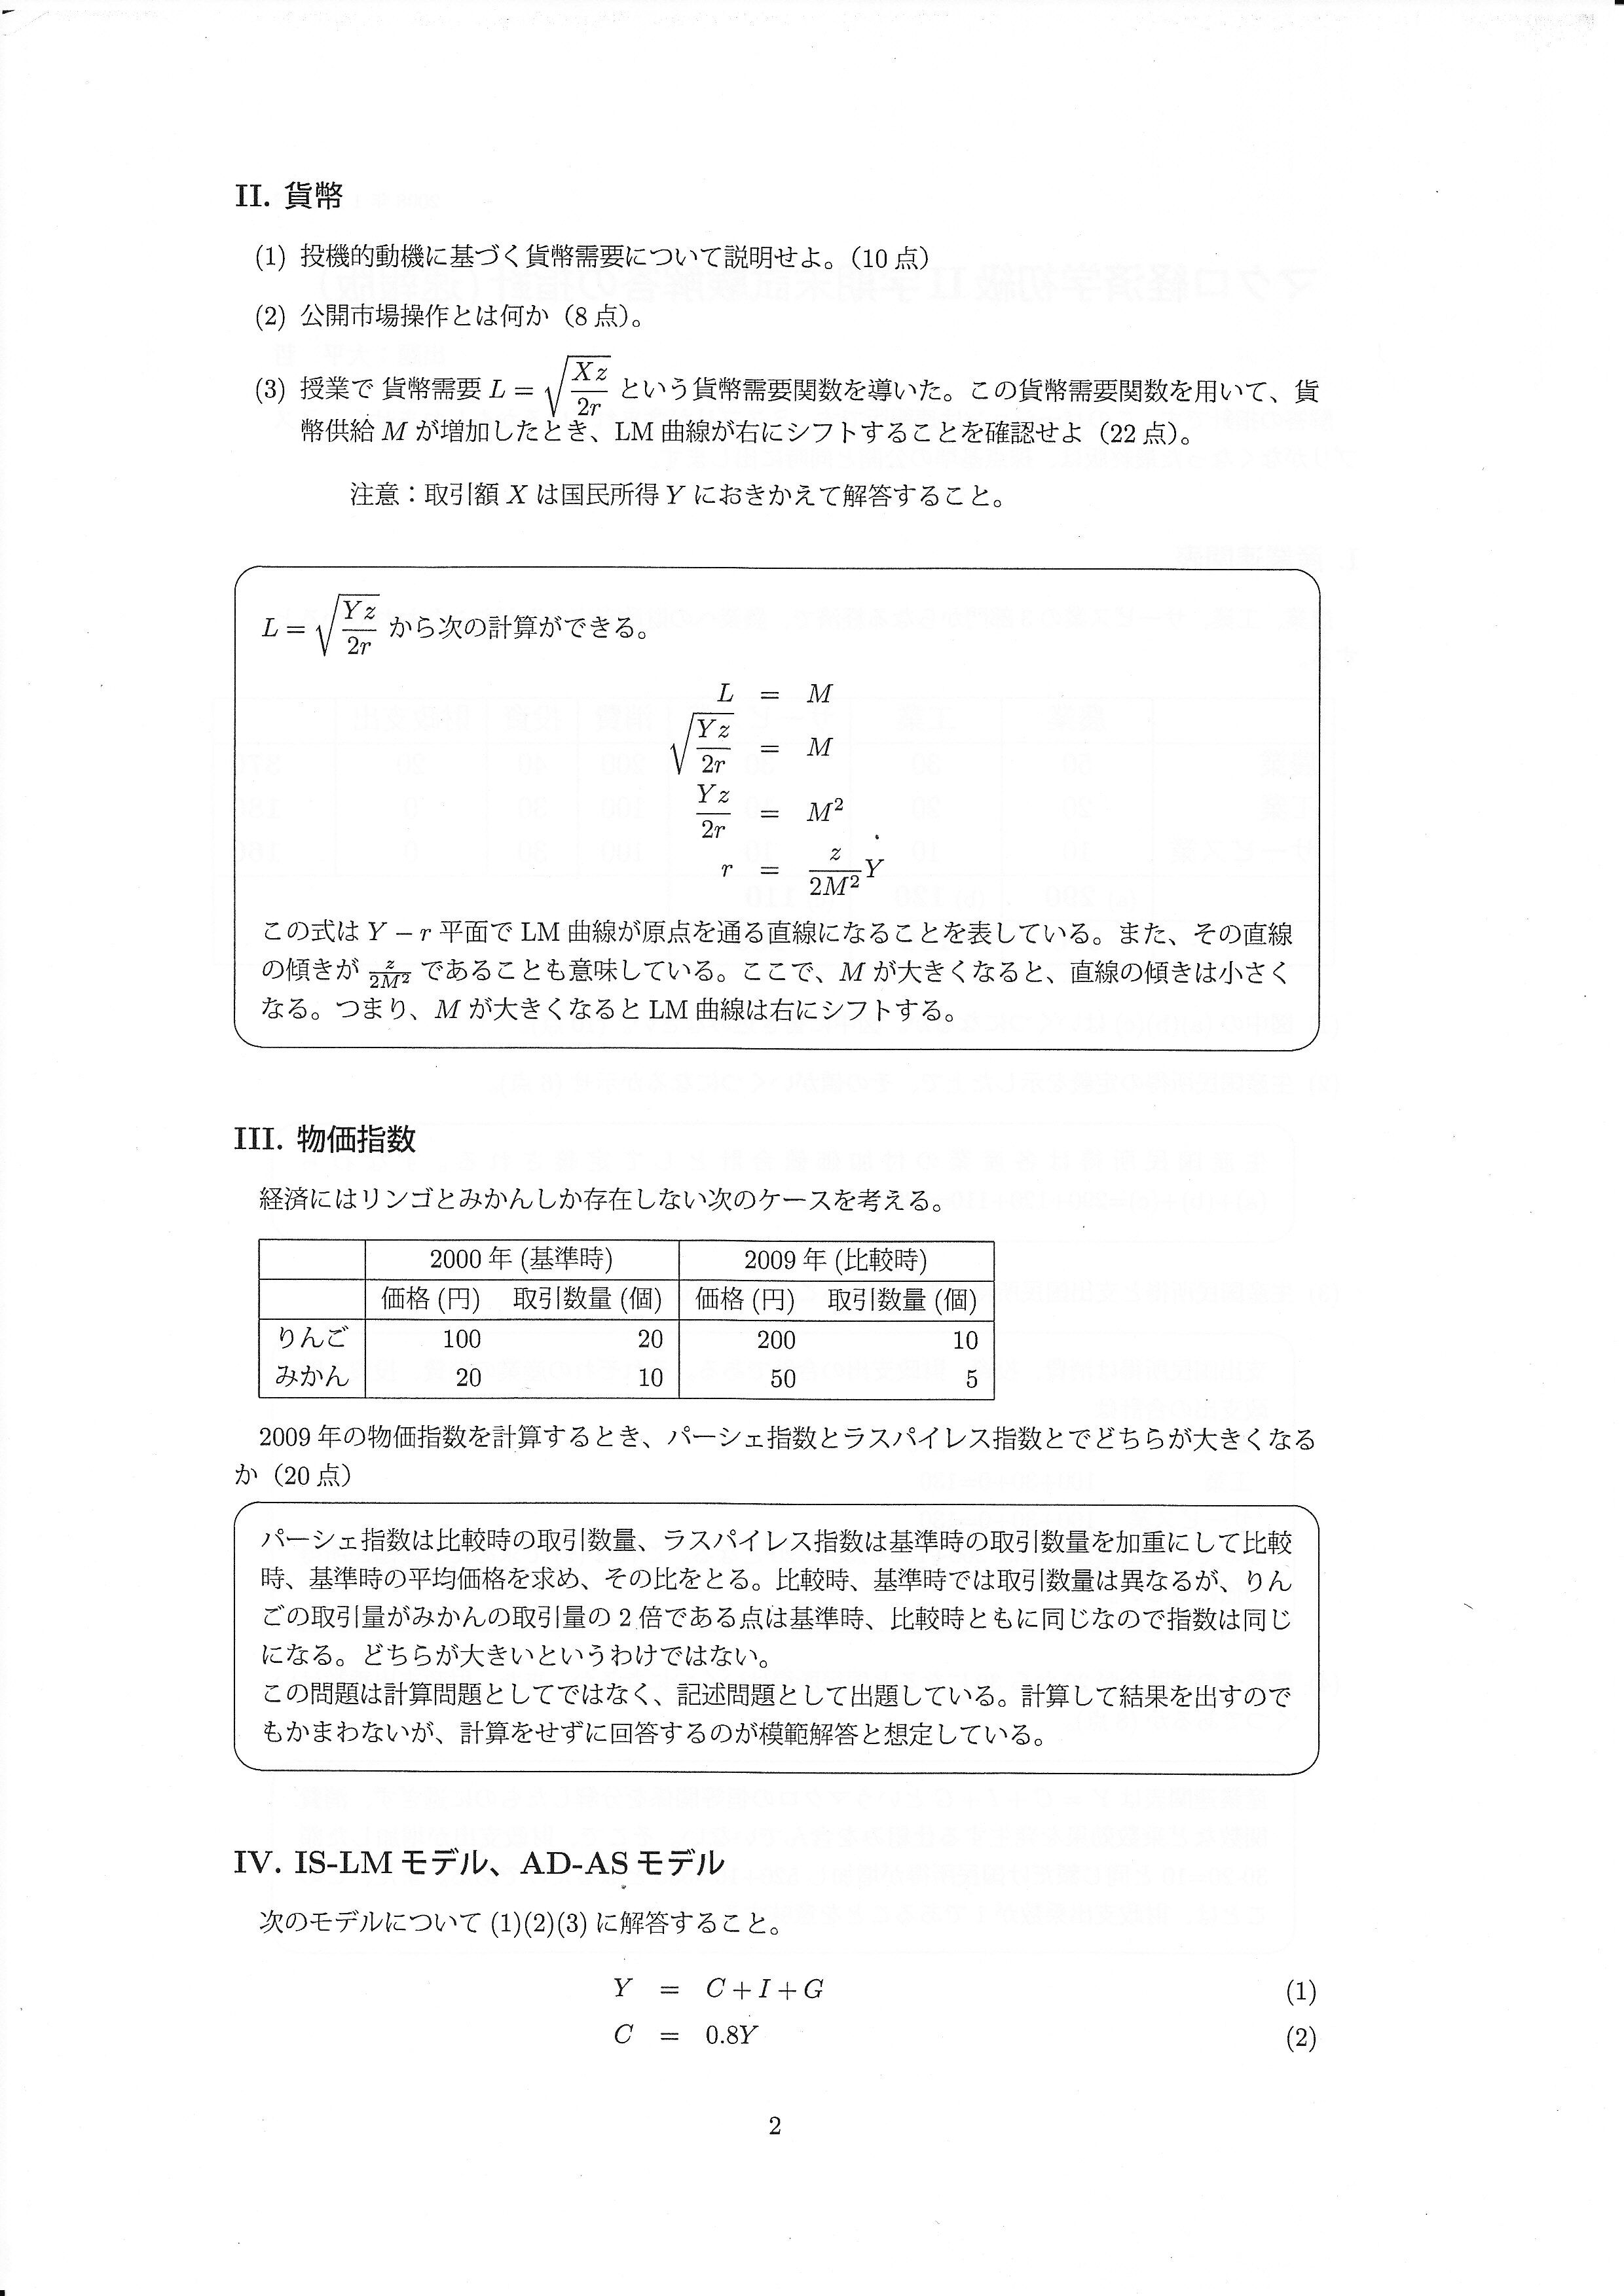 II. 貨幣
(1) 投機的動機に基づく貨幣需要について説明せよ。（10 点）
(2) 公開市場操作とは何か（8 点）。
(3) 授業で 貨幣需要 L = √(Xz/2r) という貨幣需要関数を導いた。この貨幣需要関数を用いて、貨
幣供給 M が増加したとき、LM 曲線が右にシフトすることを確認せよ（22 点）。
注意：取引額 X は国民所得 Y におきかえて解答すること。
L = √(Yz/2r) から次の計算ができる。
L = M
√(Yz/2r) = M
Yz/2r = M²
r = z/2M² Y
この式は Y − r 平面で LM 曲線が原点を通る直線になることを表している。また、その直線
の傾きが z/2M² であることも意味している。ここで、M が大きくなると、直線の傾きは小さく
なる。つまり、M が大きくなると LM 曲線は右にシフトする。
III. 物価指数
経済にはリンゴとみかんしか存在しない次のケースを考える。
2000 年 (基準時) 2009 年 (比較時)
価格 (円) 取引数量 (個) 価格 (円) 取引数量 (個)
りんご 100 20 200 10
みかん 20 10 50 5
2009 年の物価指数を計算するとき、パーシェ指数とラスパイレス指数とでどちらが大きくなる
か（20 点）
パーシェ指数は比較時の取引数量、ラスパイレス指数は基準時の取引数量を加重にして比較
時、基準時の平均価格を求め、その比をとる。比較時、基準時では取引数量は異なるが、りん
ごの取引量がみかんの取引量の 2 倍である点は基準時、比較時ともに同じなので指数は同じ
になる。どちらが大きいというわけではない。
この問題は計算問題としてではなく、記述問題として出題している。計算して結果を出すので
もかまわないが、計算をせずに回答するのが模範解答と想定している。
IV. IS-LM モデル、AD-AS モデル
次のモデルについて (1)(2)(3) に解答すること。
Y = C + I + G (1)
C = 0.8Y (2)
2